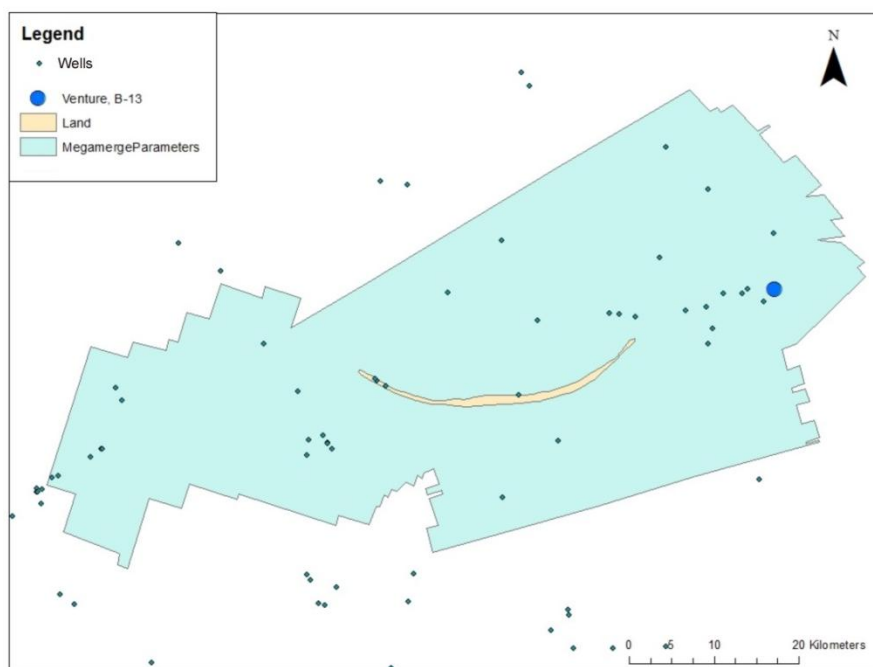 Legend
Wells
Venture, B-13
Land
MegamergeParameters
N
0 5 10 20 Kilometers